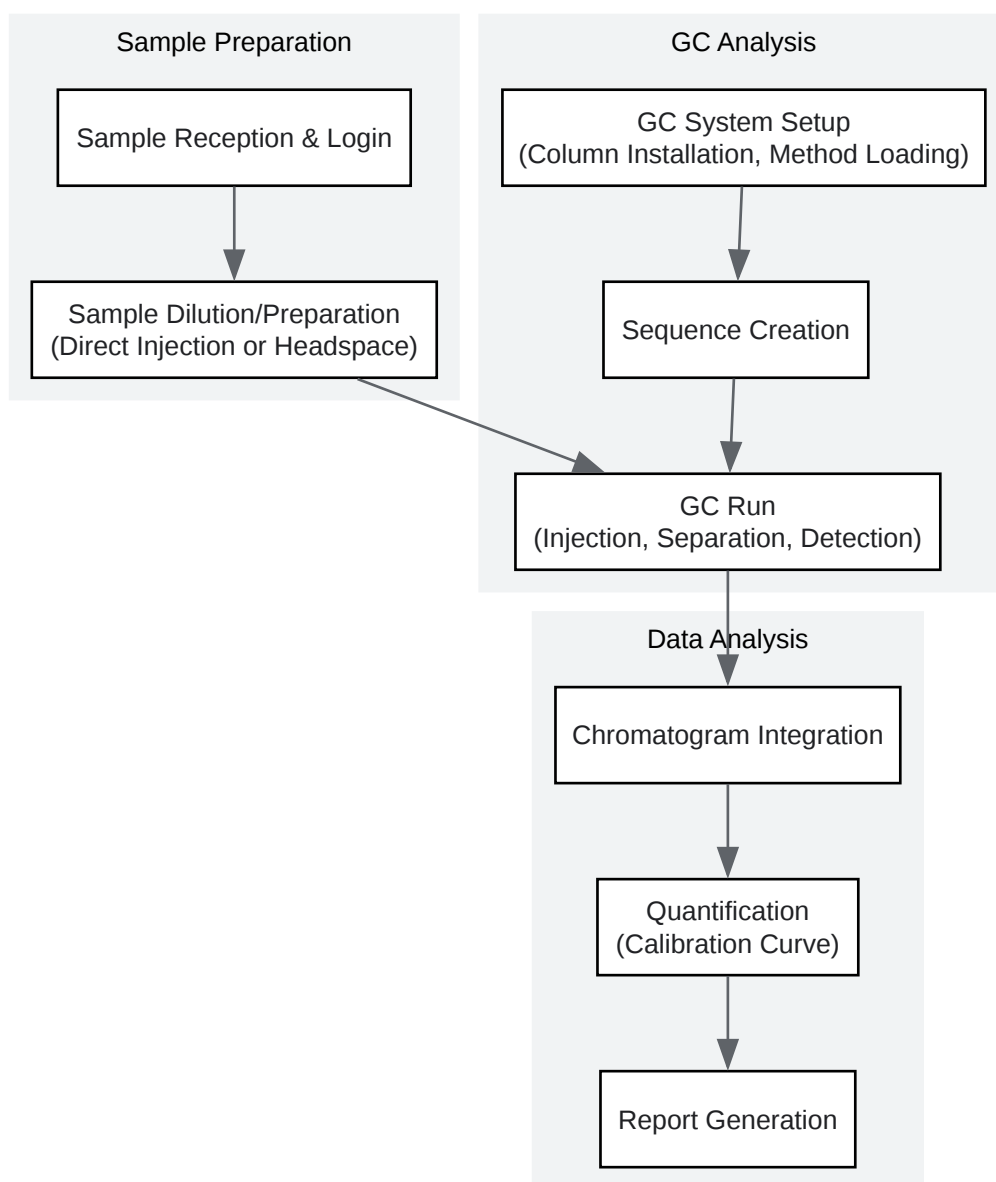 Sample Preparation
Sample Reception & Login
Sample Dilution/Preparation
(Direct Injection or Headspace)
GC Analysis
GC System Setup
(Column Installation, Method Loading)
Sequence Creation
GC Run
(Injection, Separation, Detection)
Data Analysis
Chromatogram Integration
Quantification
(Calibration Curve)
Report Generation